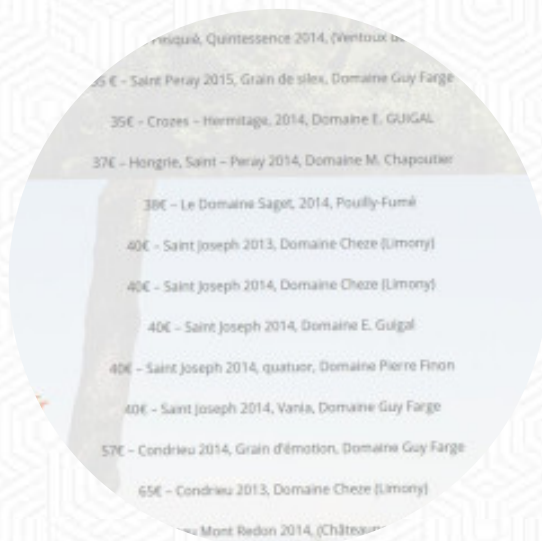 Quintessence 2014, (Ventoux
5 € – Saint Peray 2015, Grain de silex, Domaine Guy Farge
35€ – Crozes – Hermitage, 2014, Domaine E. GUIGAL
37€ – Hongrie, Saint – Peray 2014, Domaine M. Chapoutier
38€ – Le Domaine Saget, 2014, Pouilly-Fumé
40€ – Saint Joseph 2013, Domaine Cheze (Limony)
40€ – Saint Joseph 2014, Domaine Cheze (Limony)
40€ – Saint Joseph 2014, Domaine E. Guigal
40€ – Saint Joseph 2014, quatuor, Domaine Pierre Finon
40€ – Saint Joseph 2014, Vania, Domaine Guy Farge
57€ – Condrieu 2014, Grain d'émotion, Domaine Guy Farge
65€ – Condrieu 2013, Domaine Cheze (Limony)
Mont Redon 2014,